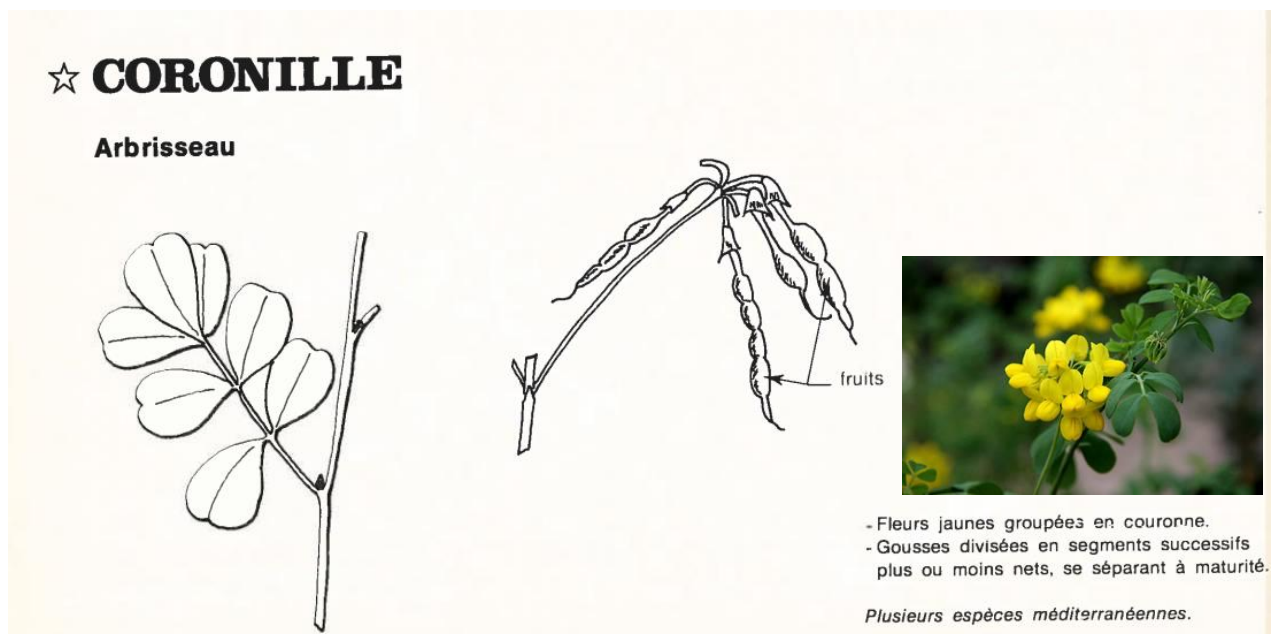 ☆ CORONILLE
Arbrisseau
fruits
- Fleurs jaunes groupées en couronne.
- Gousses divisées en segments successifs
plus ou moins nets, se séparant à maturité.
Plusieurs espèces méditerranéennes.